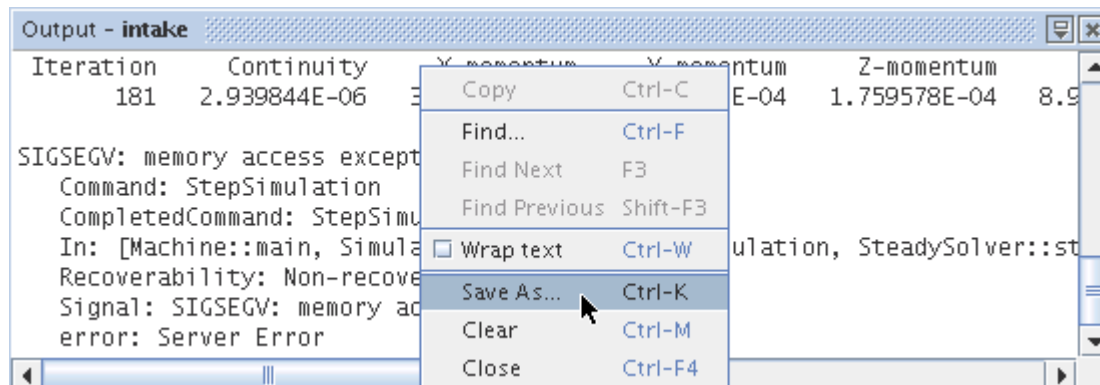 Output - intake
Iteration Continuity X-momentum Y-momentum Z-momentum
181 2.939844E-06 E-04 1.759578E-04 8.9
SIGSEGV: memory access except
Command: StepSimulation
CompletedCommand: StepSimu
In: [Machine::main, Simula ulation, SteadySolver::st
Recoverability: Non-recove
Signal: SIGSEGV: memory ac
error: Server Error
Copy Ctrl-C
Find... Ctrl-F
Find Next F3
Find Previous Shift-F3
Wrap text Ctrl-W
Save As... Ctrl-K
Clear Ctrl-M
Close Ctrl-F4